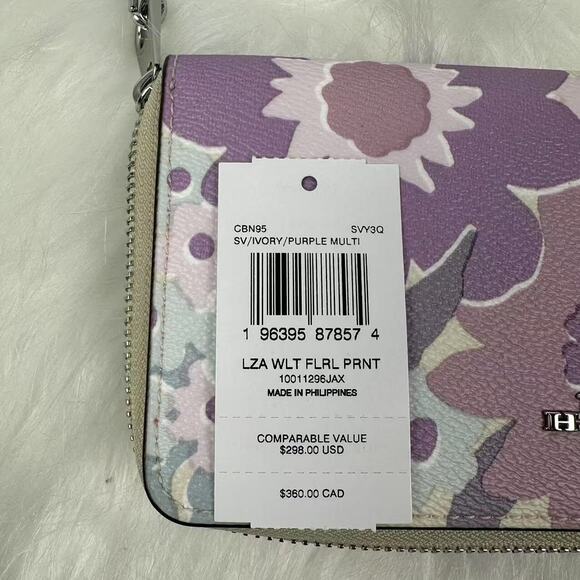 CBN95 SVY3Q
SV/IVORY/PURPLE MULTI
1 96395 87857 4
LZA WLT FLRL PRNT
10011296JAX
MADE IN PHILIPPINES
COMPARABLE VALUE
$298.00 USD
$360.00 CAD